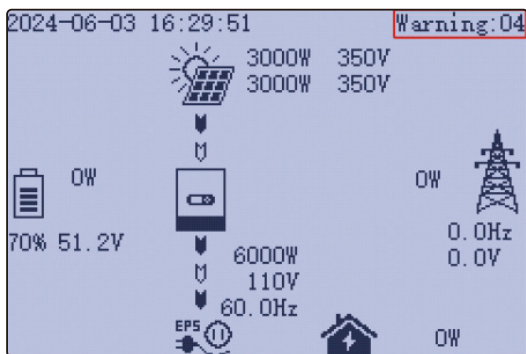 2024-06-03 16:29:51 Warning:04
3000W 350V
3000W 350V
0W 0W
70% 51.2V
0.0Hz
0.0V
6000W
110V
60.0Hz
EPS
0W